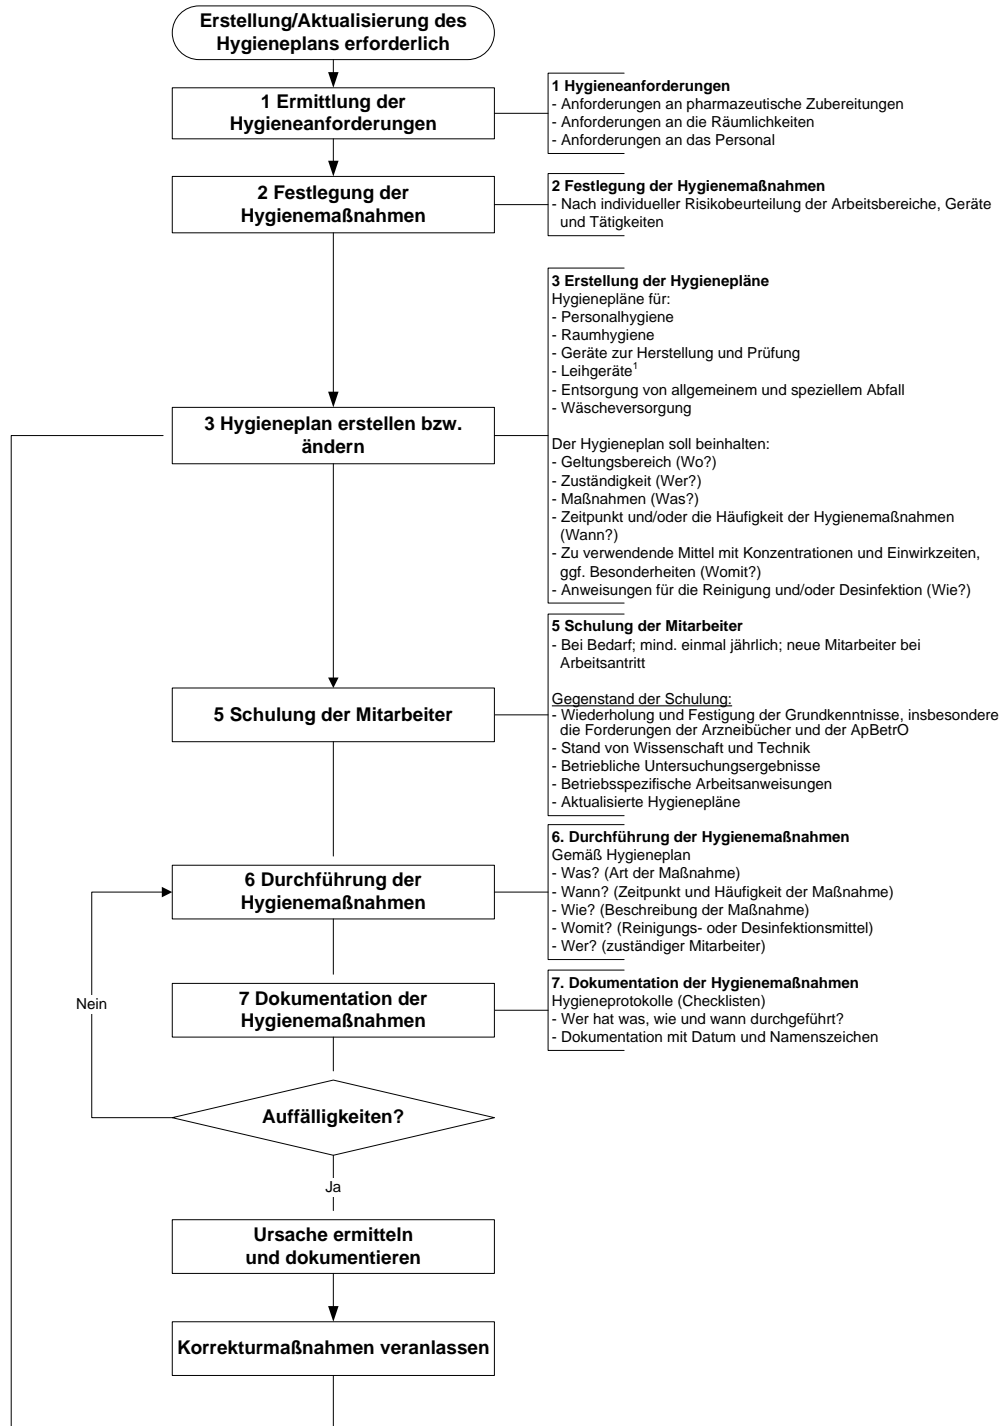 Erstellung/Aktualisierung des
Hygieneplans erforderlich
1 Ermittlung der
Hygieneanforderungen
1 Hygieneanforderungen
- Anforderungen an pharmazeutische Zubereitungen
- Anforderungen an die Räumlichkeiten
- Anforderungen an das Personal
2 Festlegung der
Hygienemaßnahmen
2 Festlegung der Hygienemaßnahmen
- Nach individueller Risikobeurteilung der Arbeitsbereiche, Geräte
und Tätigkeiten
3 Hygieneplan erstellen bzw.
ändern
3 Erstellung der Hygienepläne
Hygienepläne für:
- Personalhygiene
- Raumhygiene
- Geräte zur Herstellung und Prüfung
- Leihgeräte¹
- Entsorgung von allgemeinem und speziellem Abfall
- Wäscheversorgung
Der Hygieneplan soll beinhalten:
- Geltungsbereich (Wo?)
- Zuständigkeit (Wer?)
- Maßnahmen (Was?)
- Zeitpunkt und/oder die Häufigkeit der Hygienemaßnahmen
(Wann?)
- Zu verwendende Mittel mit Konzentrationen und Einwirkzeiten,
ggf. Besonderheiten (Womit?)
- Anweisungen für die Reinigung und/oder Desinfektion (Wie?)
5 Schulung der Mitarbeiter
5 Schulung der Mitarbeiter
- Bei Bedarf; mind. einmal jährlich; neue Mitarbeiter bei
Arbeitsantritt
Gegenstand der Schulung:
- Wiederholung und Festigung der Grundkenntnisse, insbesondere
die Forderungen der Arzneibücher und der ApBetrO
- Stand von Wissenschaft und Technik
- Betriebliche Untersuchungsergebnisse
- Betriebsspezifische Arbeitsanweisungen
- Aktualisierte Hygienepläne
6 Durchführung der
Hygienemaßnahmen
6. Durchführung der Hygienemaßnahmen
Gemäß Hygieneplan
- Was? (Art der Maßnahme)
- Wann? (Zeitpunkt und Häufigkeit der Maßnahme)
- Wie? (Beschreibung der Maßnahme)
- Womit? (Reinigungs- oder Desinfektionsmittel)
- Wer? (zuständiger Mitarbeiter)
Nein
7 Dokumentation der
Hygienemaßnahmen
7. Dokumentation der Hygienemaßnahmen
Hygieneprotokolle (Checklisten)
- Wer hat was, wie und wann durchgeführt?
- Dokumentation mit Datum und Namenszeichen
Auffälligkeiten?
Ja
Ursache ermitteln
und dokumentieren
Korrekturmaßnahmen veranlassen